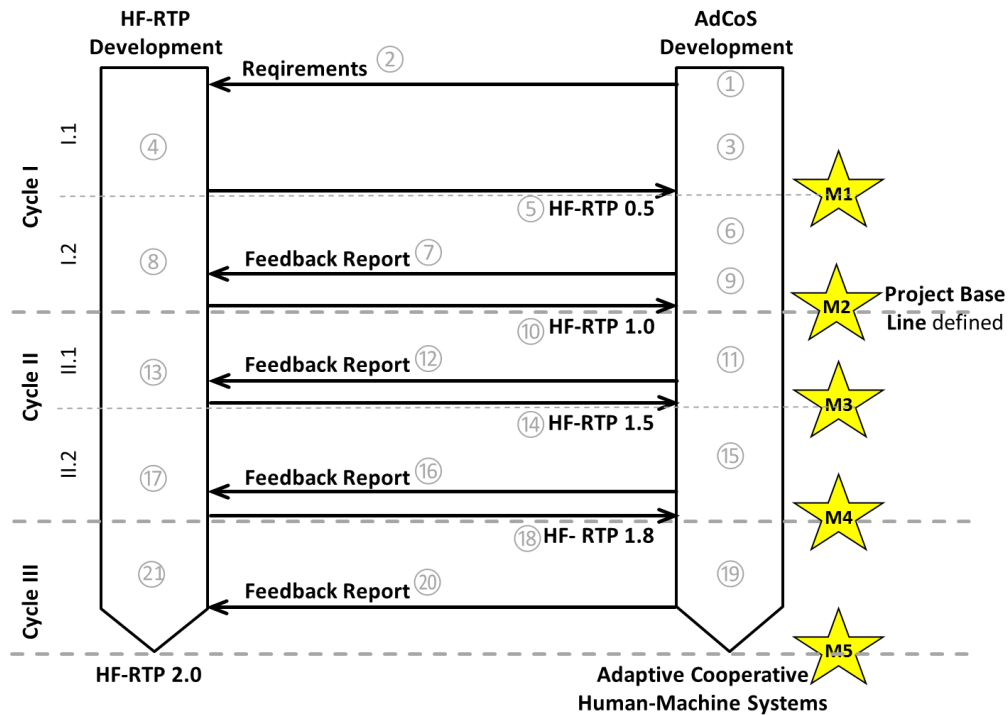 HF-RTP
Development
AdCoS
Development
Reqirements ②
①
I.1
④
③
Cycle I
M1
⑤ HF-RTP 0.5
⑥
I.2
Feedback Report ⑦
⑧
⑨
M2
Project Base
Line defined
⑩ HF-RTP 1.0
Cycle II
II.1
Feedback Report ⑫
⑪
⑬
M3
⑭ HF-RTP 1.5
⑮
II.2
Feedback Report ⑯
⑰
M4
⑱ HF- RTP 1.8
Cycle III
㉑
Feedback Report ⑳
⑲
M5
HF-RTP 2.0
Adaptive Cooperative
Human-Machine Systems